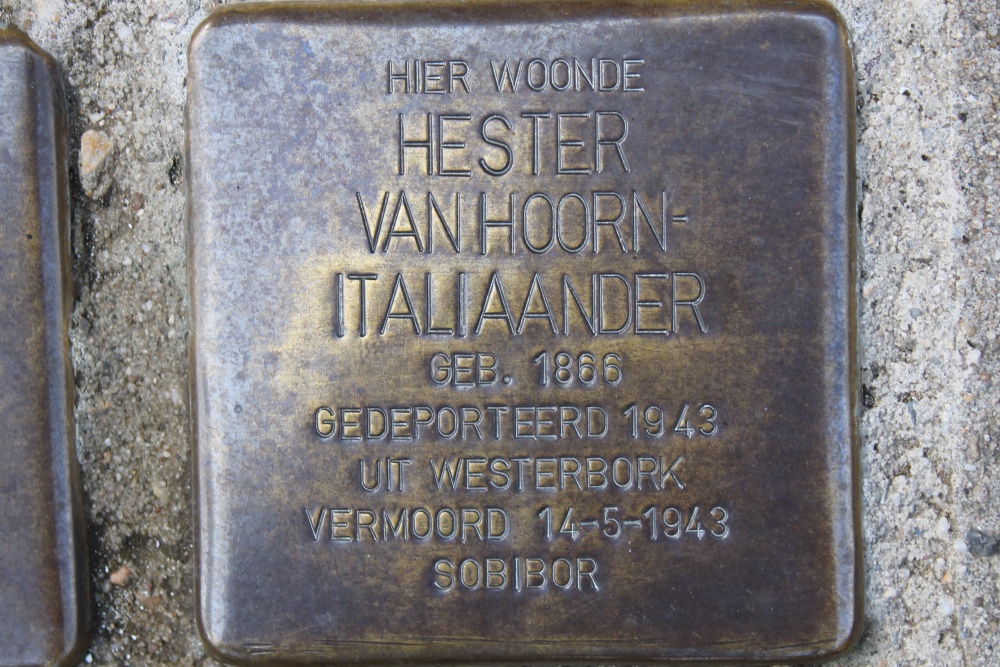 HIER WOONDE
HESTER
VAN HOORN-
ITALIAANDER
GEB. 1866
GEDEPORTEERD 1943
UIT WESTERBORK
VERMOORD 14-5-1943
SOBIBOR